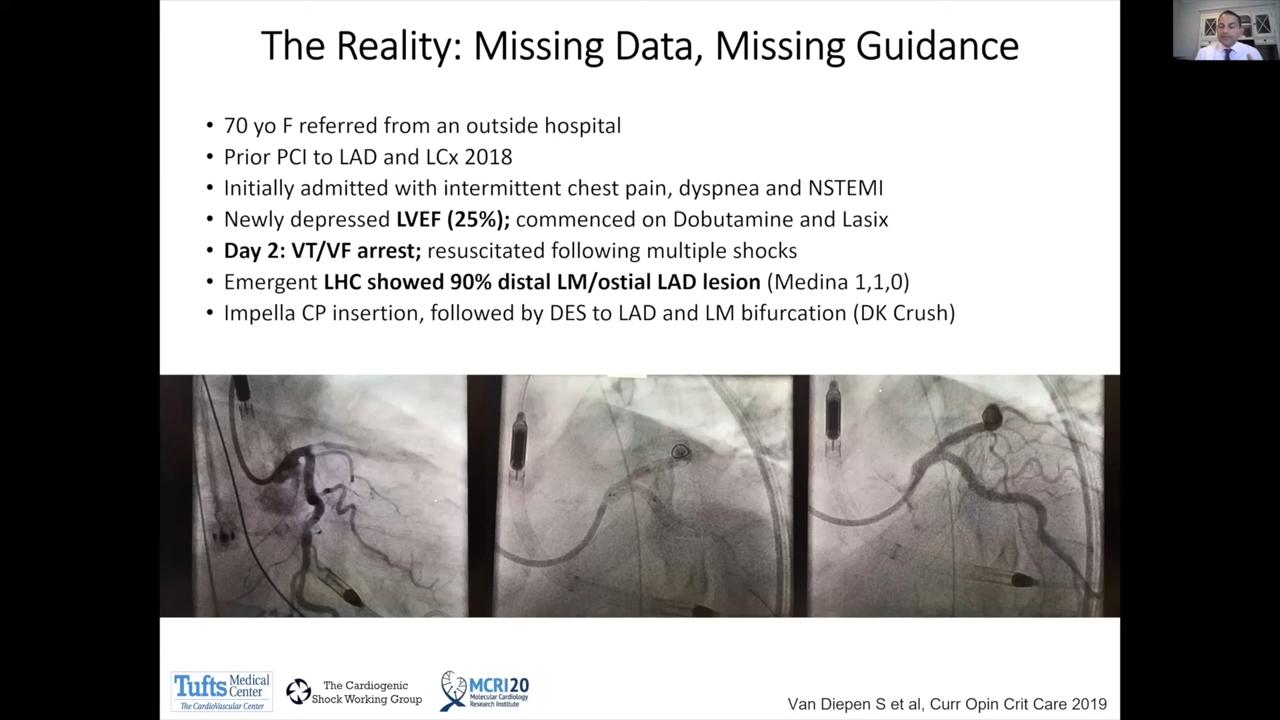 The Reality: Missing Data, Missing Guidance
• 70 yo F referred from an outside hospital
• Prior PCI to LAD and LCx 2018
• Initially admitted with intermittent chest pain, dyspnea and NSTEMI
• Newly depressed LVEF (25%); commenced on Dobutamine and Lasix
• Day 2: VT/VF arrest; resuscitated following multiple shocks
• Emergent LHC showed 90% distal LM/ostial LAD lesion (Medina 1,1,0)
• Impella CP insertion, followed by DES to LAD and LM bifurcation (DK Crush)
Tufts Medical
Center
The CardioVascular Center
The Cardiogenic
Shock Working Group
MCRI20
Molecular Cardiology
Research Institute
Van Diepen S et al, Curr Opin Crit Care 2019